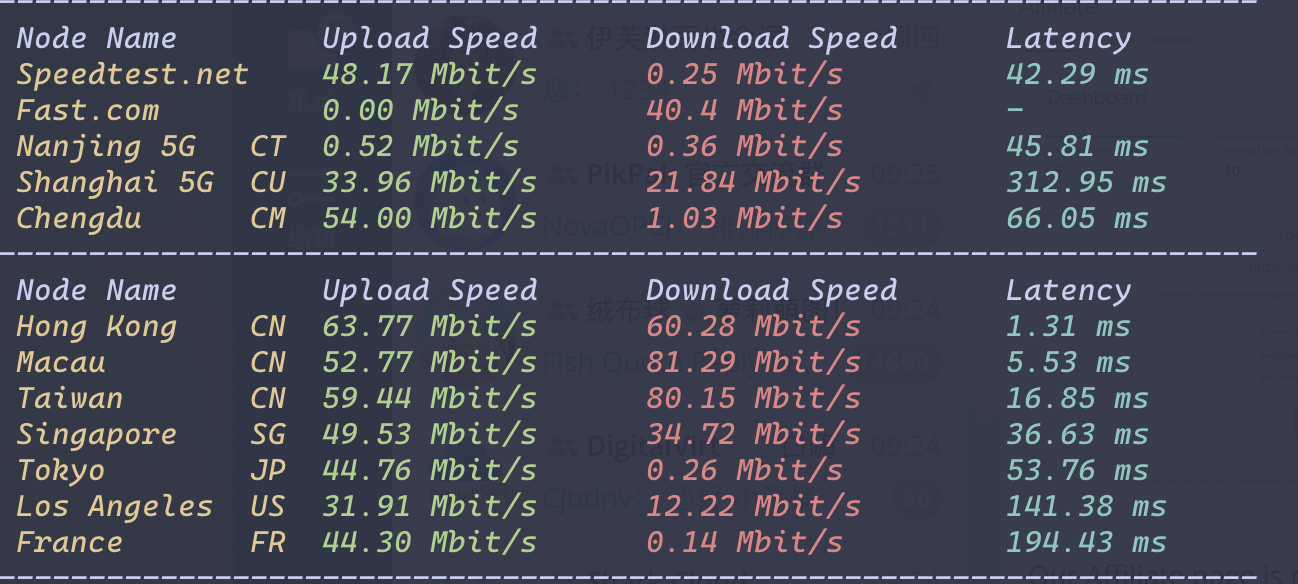 Node Name Upload Speed Download Speed Latency
Speedtest.net 48.17 Mbit/s 0.25 Mbit/s 42.29 ms
Fast.com 0.00 Mbit/s 40.4 Mbit/s -
Nanjing 5G CT 0.52 Mbit/s 0.36 Mbit/s 45.81 ms
Shanghai 5G CU 33.96 Mbit/s 21.84 Mbit/s 312.95 ms
Chengdu CM 54.00 Mbit/s 1.03 Mbit/s 66.05 ms
Node Name Upload Speed Download Speed Latency
Hong Kong CN 63.77 Mbit/s 60.28 Mbit/s 1.31 ms
Macau CN 52.77 Mbit/s 81.29 Mbit/s 5.53 ms
Taiwan CN 59.44 Mbit/s 80.15 Mbit/s 16.85 ms
Singapore SG 49.53 Mbit/s 34.72 Mbit/s 36.63 ms
Tokyo JP 44.76 Mbit/s 0.26 Mbit/s 53.76 ms
Los Angeles US 31.91 Mbit/s 12.22 Mbit/s 141.38 ms
France FR 44.30 Mbit/s 0.14 Mbit/s 194.43 ms